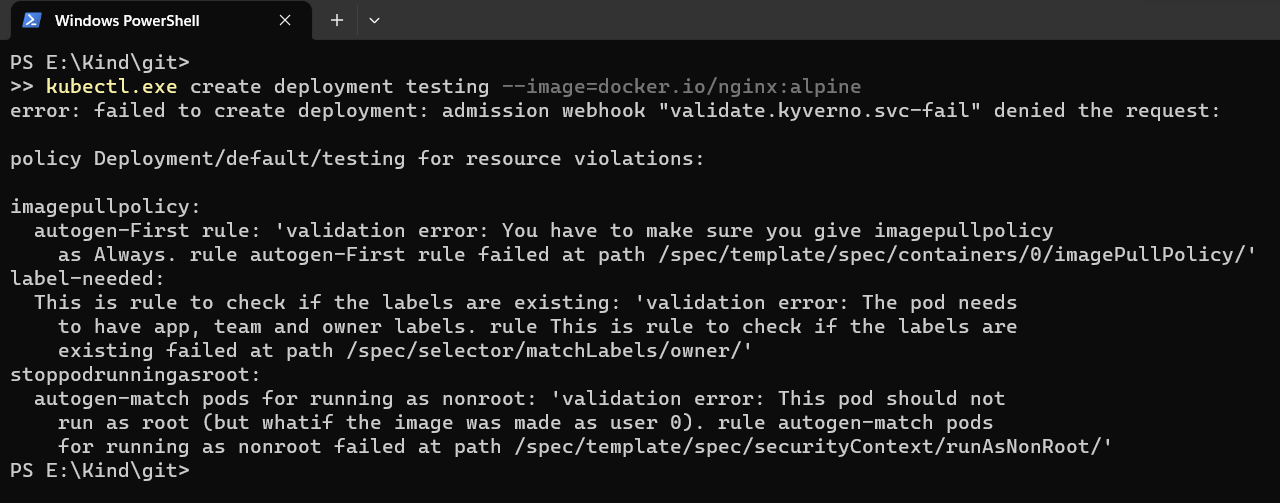 Windows PowerShell
PS E:\Kind\git>
>> kubectl.exe create deployment testing --image=docker.io/nginx:alpine
error: failed to create deployment: admission webhook "validate.kyverno.svc-fail" denied the request:
policy Deployment/default/testing for resource violations:
imagepullpolicy:
autogen-First rule: 'validation error: You have to make sure you give imagepullpolicy
as Always. rule autogen-First rule failed at path /spec/template/spec/containers/0/imagePullPolicy/'
label-needed:
This is rule to check if the labels are existing: 'validation error: The pod needs
to have app, team and owner labels. rule This is rule to check if the labels are
existing failed at path /spec/selector/matchLabels/owner/'
stoppodrunningasroot:
autogen-match pods for running as nonroot: 'validation error: This pod should not
run as root (but whatif the image was made as user 0). rule autogen-match pods
for running as nonroot failed at path /spec/template/spec/securityContext/runAsNonRoot/'
PS E:\Kind\git>